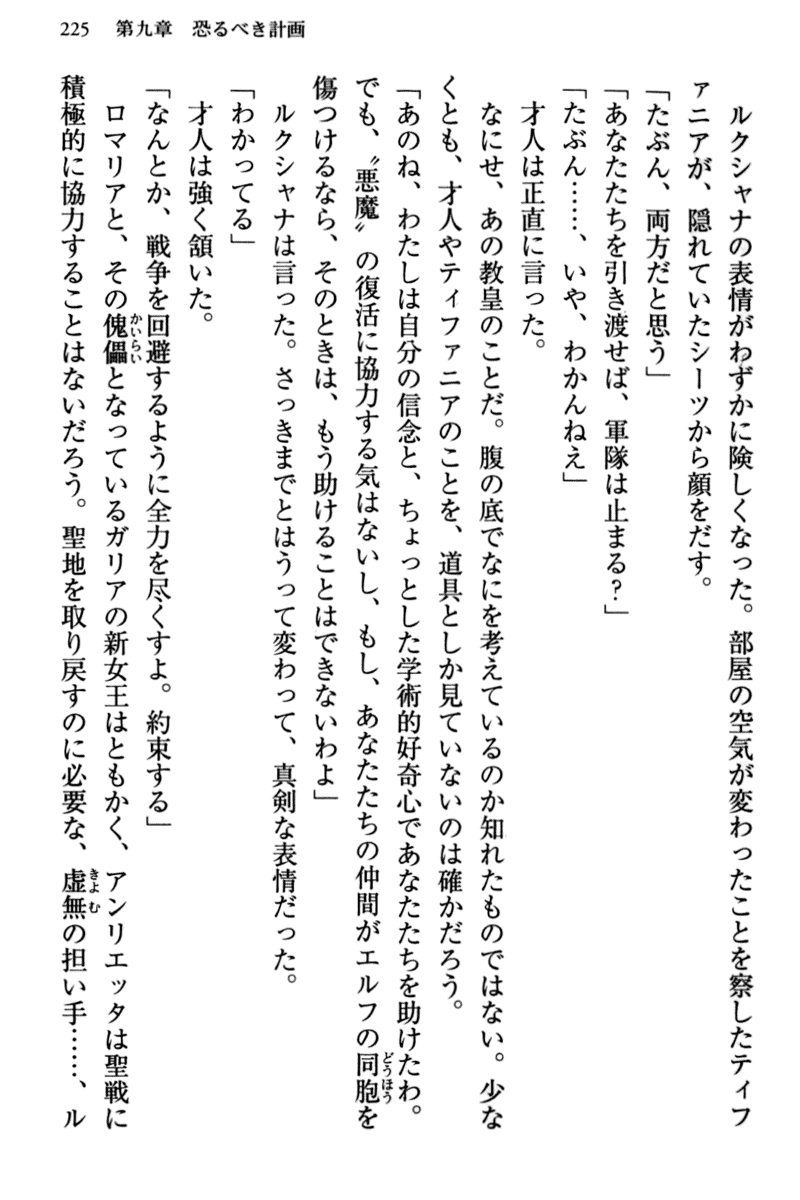 225　第九章　恐るべき計画
　ルクシャナの表情がわずかに険しくなった。部屋の空気が変わったことを察したティフ
ァニアが、隠れていたシーツから顔をだす。
「たぶん、両方だと思う」
「あなたたちを引き渡せば、軍隊は止まる？」
「たぶん……、いや、わかんねえ」
　才人は正直に言った。
　なにせ、あの教皇のことだ。腹の底でなにを考えているのか知れたものではない。少な
くとも、才人やティファニアのことを、道具としか見ていないのは確かだろう。
「あのね、わたしは自分の信念と、ちょっとした学術的好奇心であなたたちを助けたわ。
でも、〝悪魔〟の復活に協力する気はないし、もし、あなたたちの仲間がエルフの同胞を
傷つけるなら、そのときは、もう助けることはできないわよ」
　ルクシャナは言った。さっきまでとはうって変わって、真剣な表情だった。
「わかってる」
　才人は強く頷いた。
「なんとか、戦争を回避するように全力を尽くすよ。約束する」
　ロマリアと、その傀儡となっているガリアの新女王はともかく、アンリエッタは聖戦に
積極的に協力することはないだろう。聖地を取り戻すのに必要な、虚無の担い手……、ル